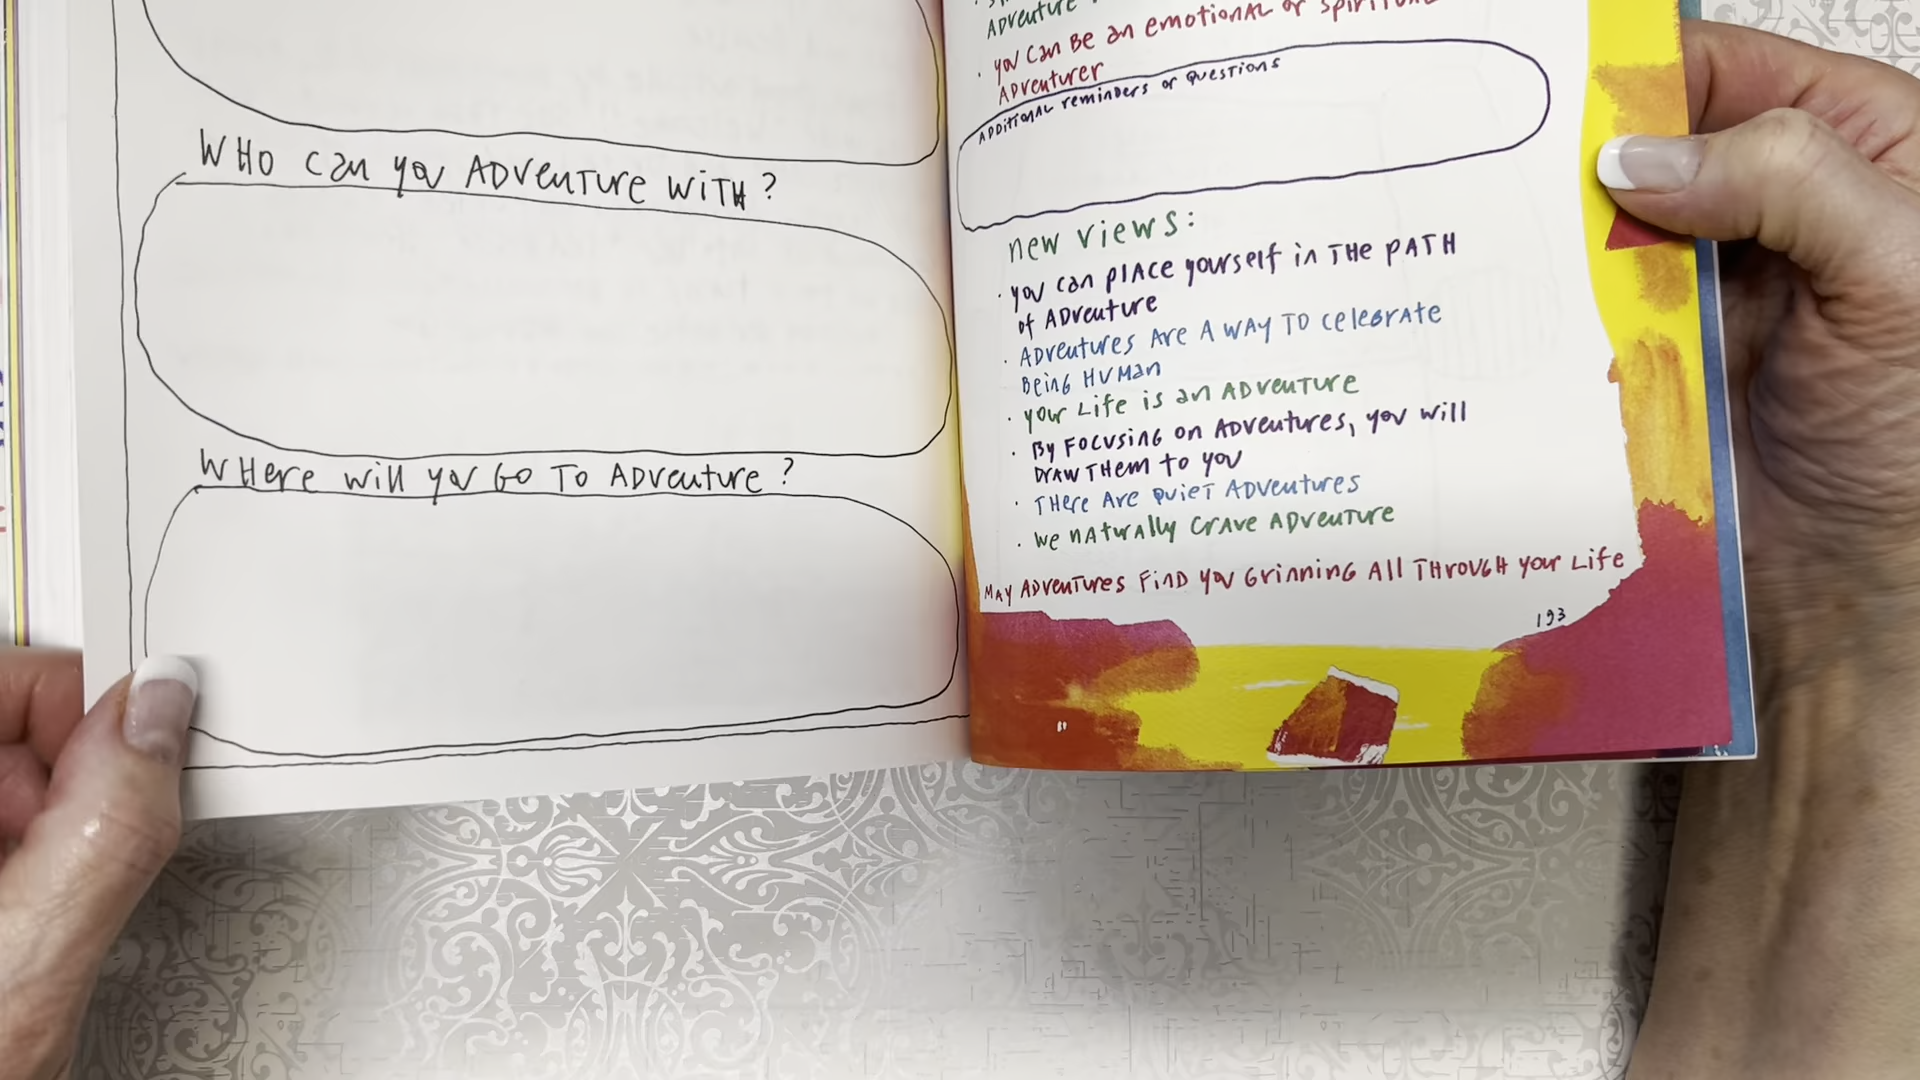 WHO can you ADVENTURE WITH?
WHere will you GO TO ADVenture?
ADVenture
you can Be an emotionAL or
ADVenturer
ADDITIONAL reminders or QUESTIONS
new views:
· you can PLACE yourself in THE PATH
of ADVenture
· ADVentures Are A WAY TO celeBrAte
Being HUMan
· your Life is an ADVenTURE
· By FOCUSING on ADVentures, you will
DRAW THem to you
· THere Are QUIET ADVentures
· we nATurALLy CrAve ADVenTure
MAY ADVenTures FinD you GrinninG ALL THrouGH your Life
193